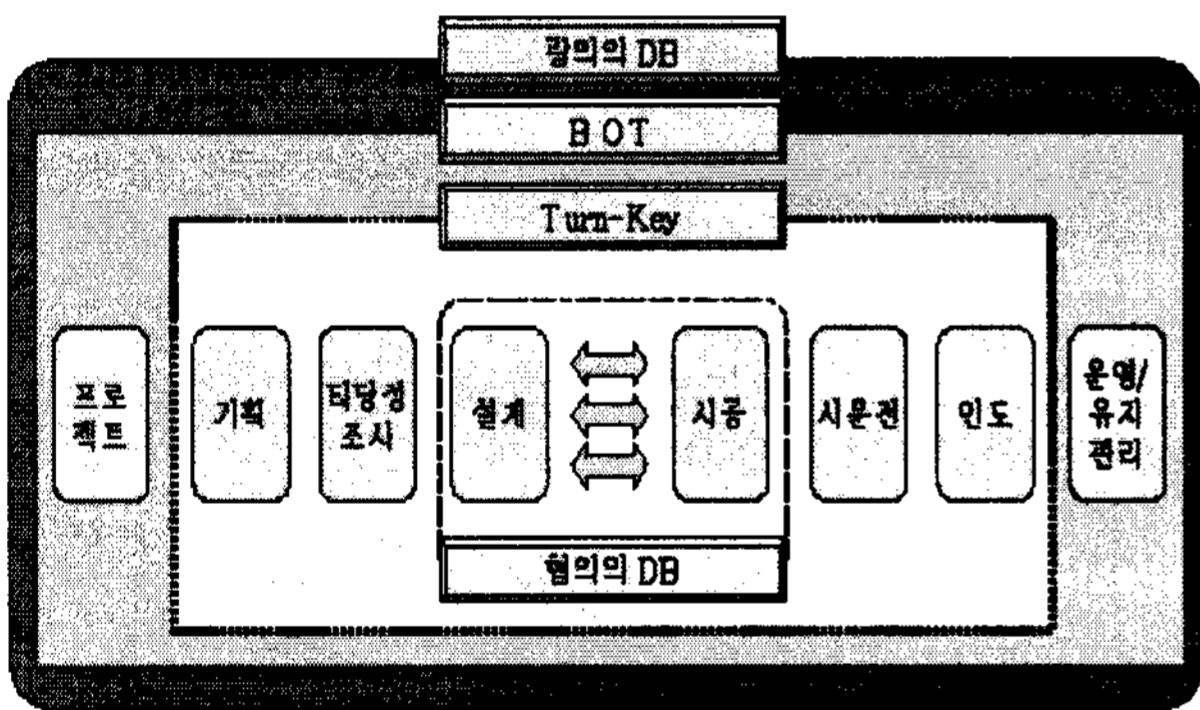 광의의 DB
BOT
Turn-Key
프로
젝트
기획
타당성
조사
설계
시공
시운전
인도
운영/
유지
관리
협의의 DB